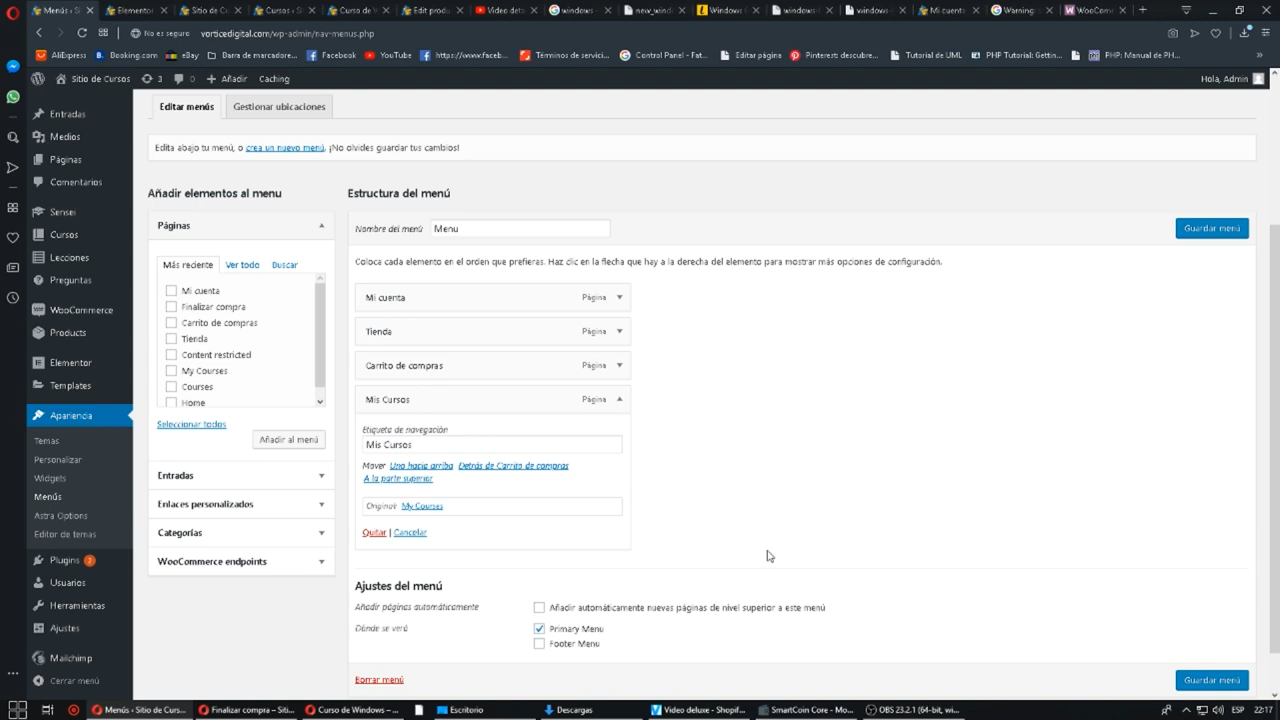 Menús ‹ S
Elementor
Sitio de C
Cursos ‹ S
Curso de V
Edit produ
Video deta
windows
new_wind
Windows
windows
windows
Mi cuenta
Warning:
WooCom
No es seguro
vorticedigital.com/wp-admin/nav-menus.php
AliExpress
Booking.com
eBay
Barra de marcadore...
Facebook
YouTube
https://www.faceb...
Términos de servici...
Control Panel - Fat...
Editar página
Pinterest: descubre...
Tutorial de UML
PHP Tutorial: Gettin...
PHP: Manual de PH...
»
Sitio de Cursos
3
0
+ Añadir
Caching
Hola, Admin
Entradas
Medios
Páginas
Comentarios
Sensei
Cursos
Lecciones
Preguntas
WooCommerce
Products
Elementor
Templates
Apariencia
Temas
Personalizar
Widgets
Menús
Astra Options
Editor de temas
Plugins 2
Usuarios
Herramientas
Ajustes
Mailchimp
Cerrar menú
Editar menús
Gestionar ubicaciones
Edita abajo tu menú, o crea un nuevo menú. ¡No olvides guardar tus cambios!
Añadir elementos al menu
Páginas
Más reciente
Ver todo
Buscar
Mi cuenta
Finalizar compra
Carrito de compras
Tienda
Content restricted
My Courses
Courses
Home
Seleccionar todos
Añadir al menú
Entradas
Enlaces personalizados
Categorías
WooCommerce endpoints
Estructura del menú
Nombre del menú
Menu
Guardar menú
Coloca cada elemento en el orden que prefieras. Haz clic en la flecha que hay a la derecha del elemento para mostrar más opciones de configuración.
Mi cuenta
Página
Tienda
Página
Carrito de compras
Página
Mis Cursos
Página
Etiqueta de navegación
Mis Cursos
Mover Uno hacia arriba Detrás de Carrito de compras
A la parte superior
Original: My Courses
Quitar | Cancelar
Ajustes del menú
Añadir páginas automáticamente
Añadir automáticamente nuevas páginas de nivel superior a este menú
Dónde se verá
Primary Menu
Footer Menu
Borrar menú
Guardar menú
Menús ‹ Sitio de Curs...
Finalizar compra – Siti...
Curso de Windows – ...
Escritorio
Descargas
Video deluxe - Shopif...
SmartCoin Core - Mo...
OBS 23.2.1 (64-bit, wi...
ESP
22:17